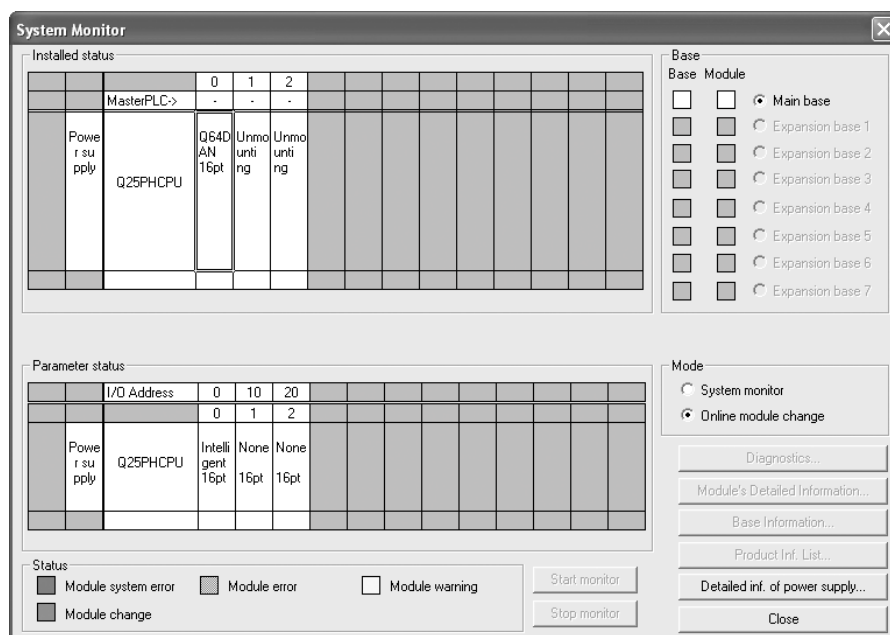 System Monitor
Installed status
0 1 2
MasterPLC-> - - -
Powe
r su
pply
Q25PHCPU
Q64D
AN
16pt
Unmo
unti
ng
Unmo
unti
ng
Base
Base Module
Main base
Expansion base 1
Expansion base 2
Expansion base 3
Expansion base 4
Expansion base 5
Expansion base 6
Expansion base 7
Parameter status
I/O Address 0 10 20
0 1 2
Powe
r su
pply
Q25PHCPU
Intelli
gent
16pt
None
16pt
None
16pt
Mode
System monitor
Online module change
Diagnostics...
Module's Detailed Information...
Base Information...
Product Inf. List...
Detailed inf. of power supply...
Close
Status
Module system error
Module error
Module warning
Module change
Start monitor
Stop monitor